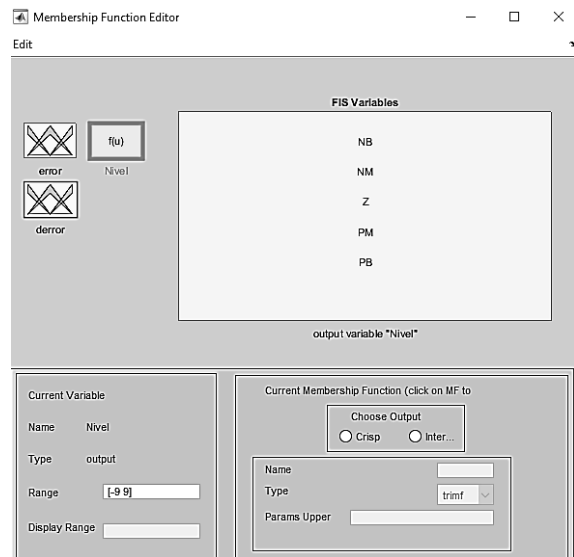 Membership Function Editor
Edit
FIS Variables
f(u)
error
Nivel
derror
NB
NM
Z
PM
PB
output variable "Nivel"
Current Variable
Name Nivel
Type output
Range [-9 9]
Display Range
Current Membership Function (click on MF to
Choose Output
Crisp Inter...
Name
Type trimf
Params Upper